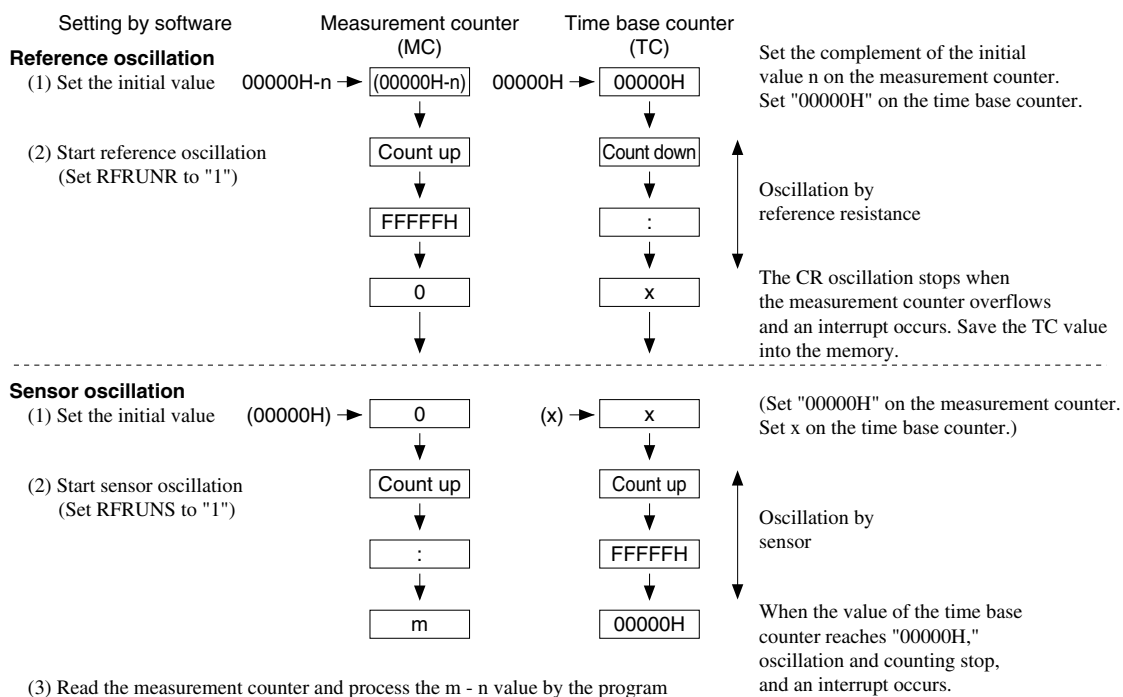 Setting by software Measurement counter (MC) Time base counter (TC)
Reference oscillation
(1) Set the initial value 00000H-n (00000H-n) 00000H 00000H
Set the complement of the initial
value n on the measurement counter.
Set "00000H" on the time base counter.
(2) Start reference oscillation Count up Count down
(Set RFRUNR to "1")
Oscillation by
reference resistance
FFFFFH :
0 x
The CR oscillation stops when
the measurement counter overflows
and an interrupt occurs. Save the TC value
into the memory.
Sensor oscillation
(1) Set the initial value (00000H) 0 (x) x
(Set "00000H" on the measurement counter.
Set x on the time base counter.)
(2) Start sensor oscillation Count up Count up
(Set RFRUNS to "1")
Oscillation by
sensor
: FFFFFH
m 00000H
When the value of the time base
counter reaches "00000H,"
oscillation and counting stop,
and an interrupt occurs.
(3) Read the measurement counter and process the m - n value by the program